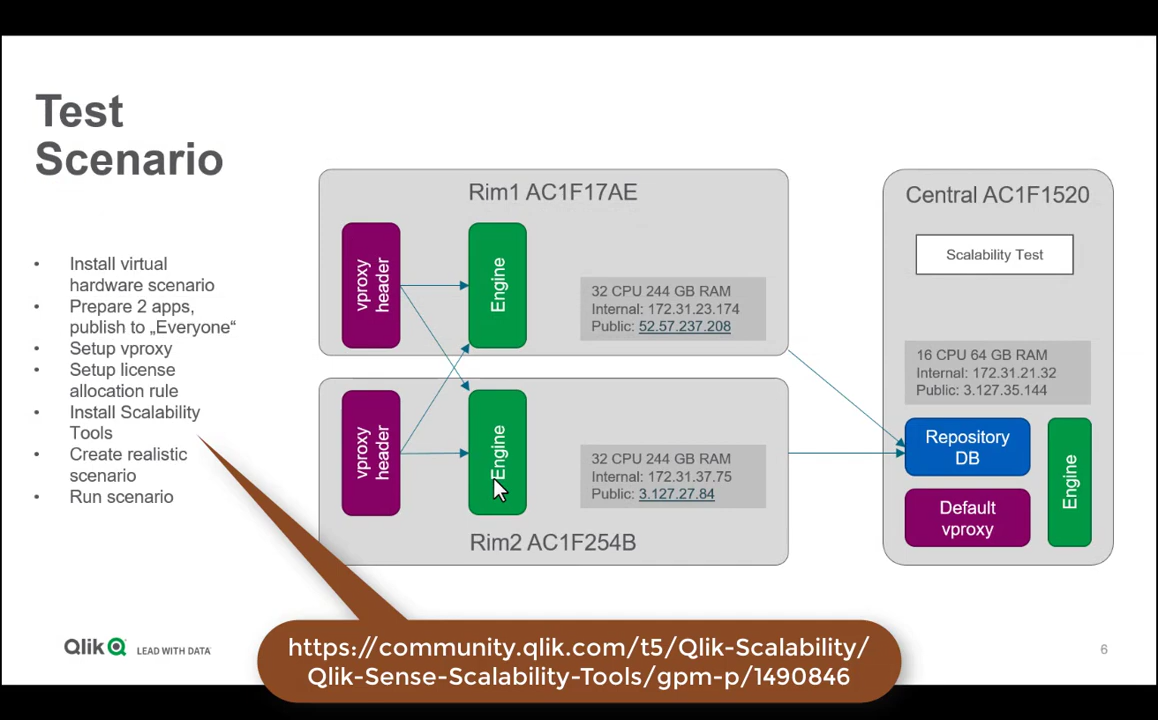 Test
Scenario
• Install virtual
hardware scenario
• Prepare 2 apps,
publish to „Everyone“
• Setup vproxy
• Setup license
allocation rule
• Install Scalability
Tools
• Create realistic
scenario
• Run scenario
Rim1 AC1F17AE
vproxy
header
Engine
32 CPU 244 GB RAM
Internal: 172.31.23.174
Public: 52.57.237.208
vproxy
header
Engine
32 CPU 244 GB RAM
Internal: 172.31.37.75
Public: 3.127.27.84
Rim2 AC1F254B
Central AC1F1520
Scalability Test
16 CPU 64 GB RAM
Internal: 172.31.21.32
Public: 3.127.35.144
Repository
DB
Default
vproxy
Engine
Qlik LEAD WITH DATA
https://community.qlik.com/t5/Qlik-Scalability/
Qlik-Sense-Scalability-Tools/gpm-p/1490846
6